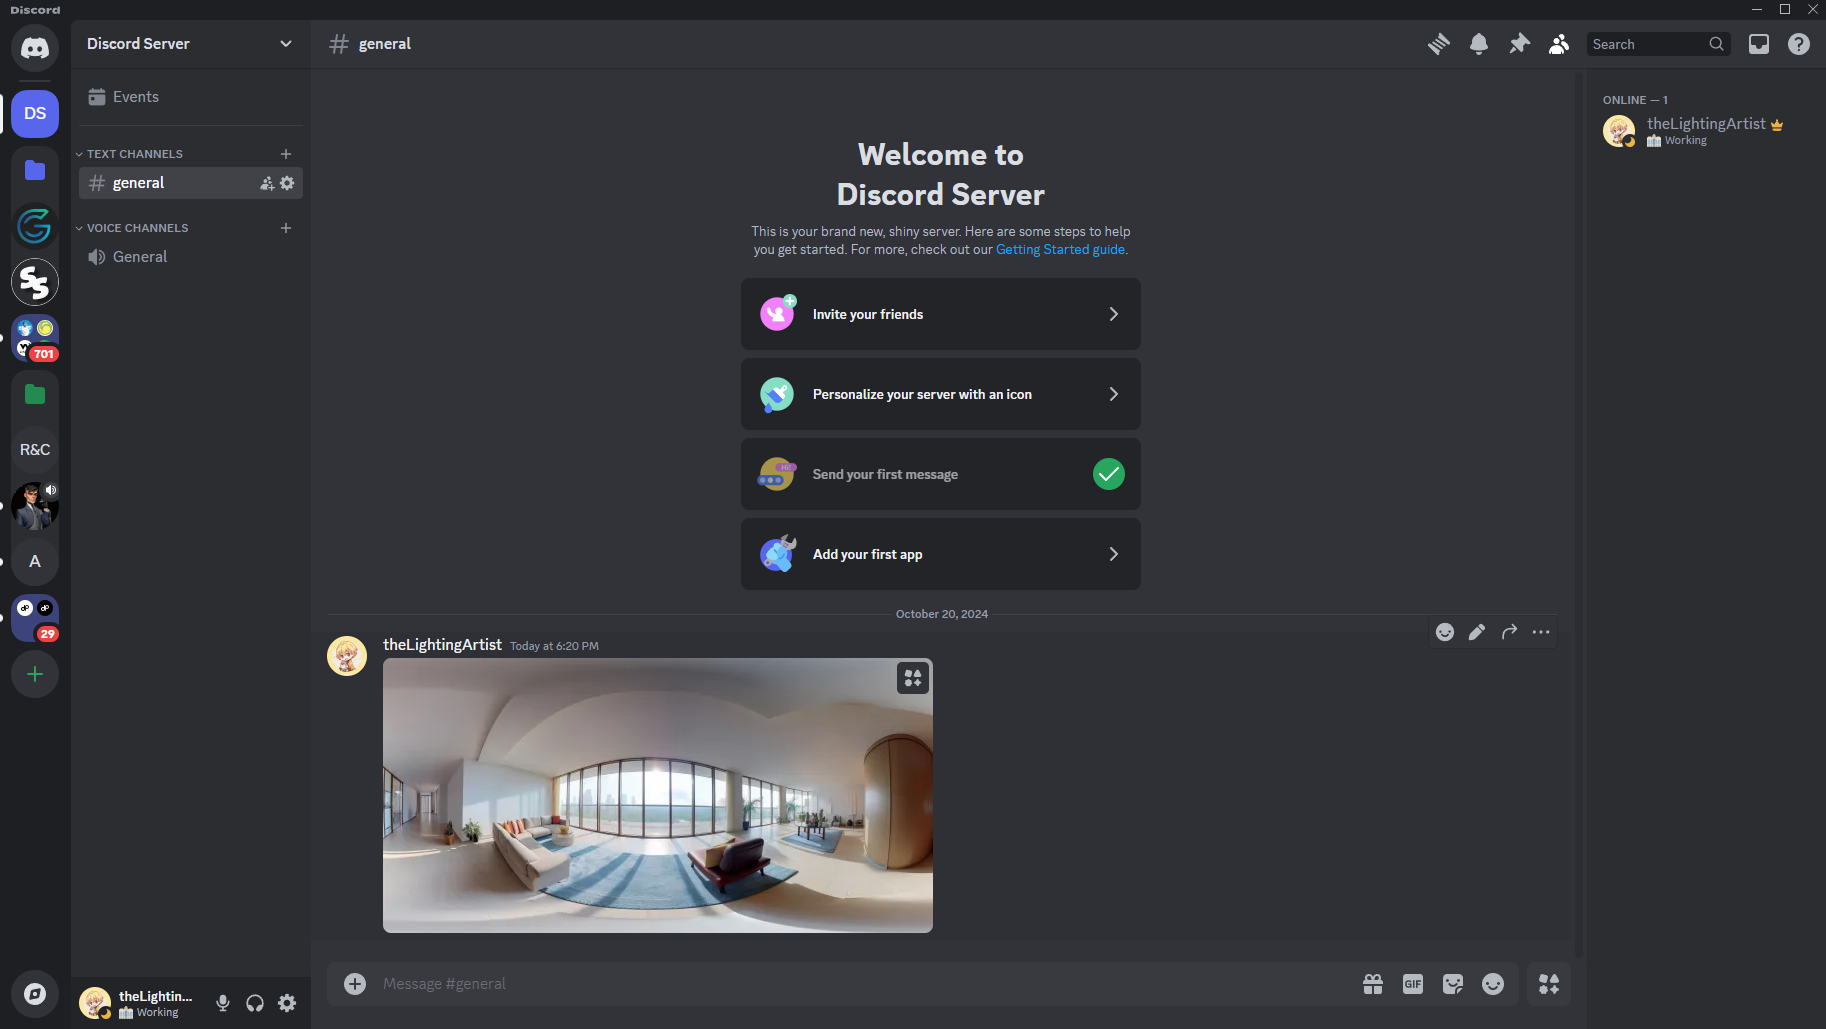 Discord
Discord Server
general
Search
Events
DS
TEXT CHANNELS
general
VOICE CHANNELS
General
701
R&C
A
29
Welcome to
Discord Server
This is your brand new, shiny server. Here are some steps to help
you get started. For more, check out our Getting Started guide.
Invite your friends
Personalize your server with an icon
Hi!
Send your first message
Add your first app
October 20, 2024
theLightingArtist Today at 6:20 PM
Message #general
GIF
theLightin...
Working
ONLINE — 1
theLightingArtist
Working